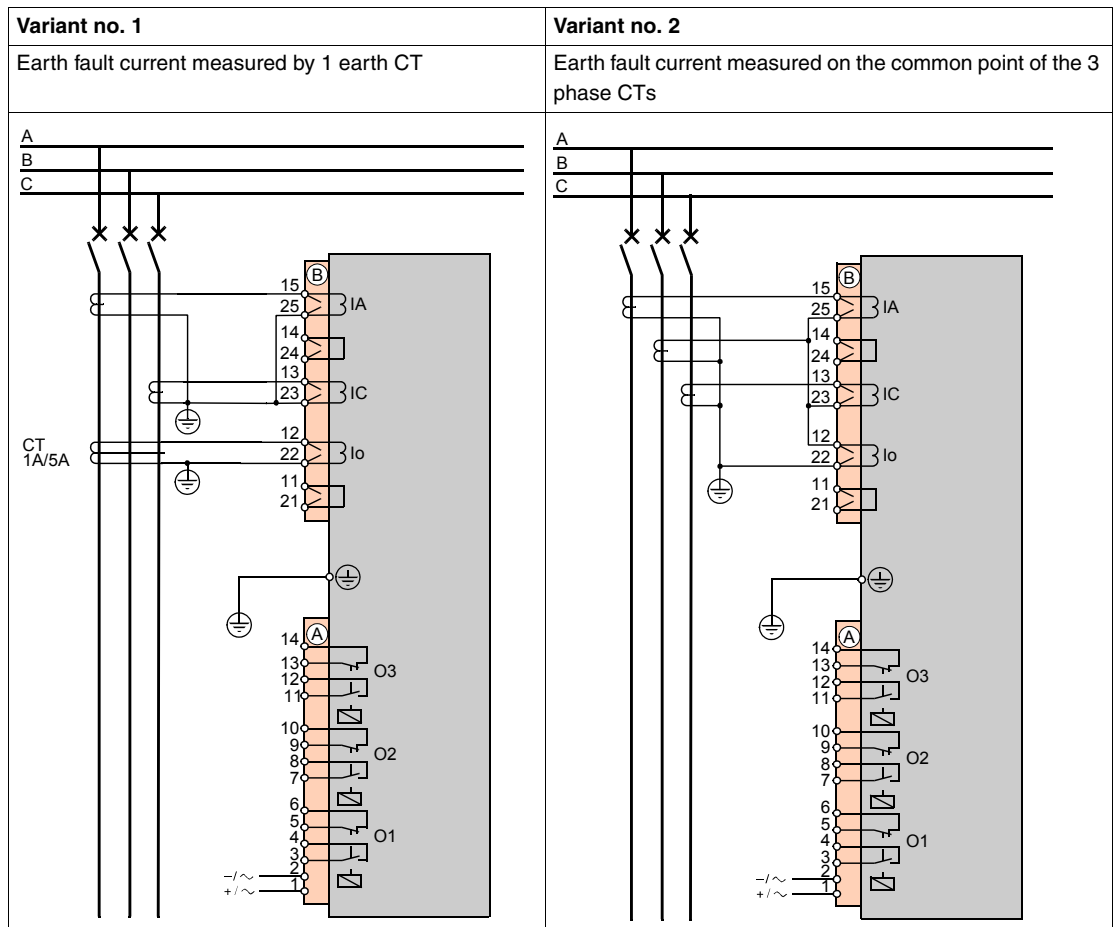 Variant no. 1
Earth fault current measured by 1 earth CT
A
B
C
B
15
25
IA
14
24
13
23
IC
12
22
Io
11
21
CT
1A/5A
A
14
13
12
11
O3
10
9
8
7
O2
6
5
4
3
O1
2
1
–/∼
+/∼
Variant no. 2
Earth fault current measured on the common point of the 3
phase CTs
A
B
C
B
15
25
IA
14
24
13
23
IC
12
22
Io
11
21
A
14
13
12
11
O3
10
9
8
7
O2
6
5
4
3
O1
2
1
–/∼
+/∼